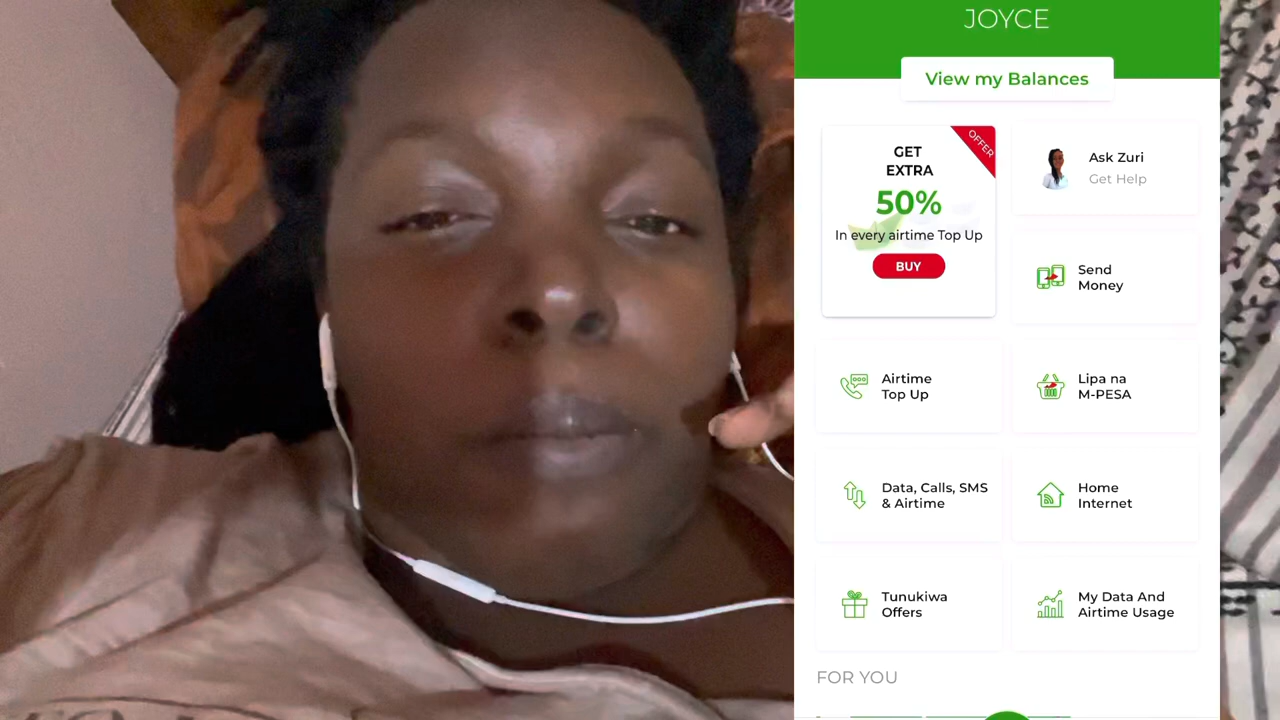 JOYCE
View my Balances
GET
EXTRA
50%
In every airtime Top Up
BUY
OFFER
Ask Zuri
Get Help
Send
Money
Airtime
Top Up
Lipa na
M-PESA
Data, Calls, SMS
& Airtime
Home
Internet
Tunukiwa
Offers
My Data And
Airtime Usage
FOR YOU